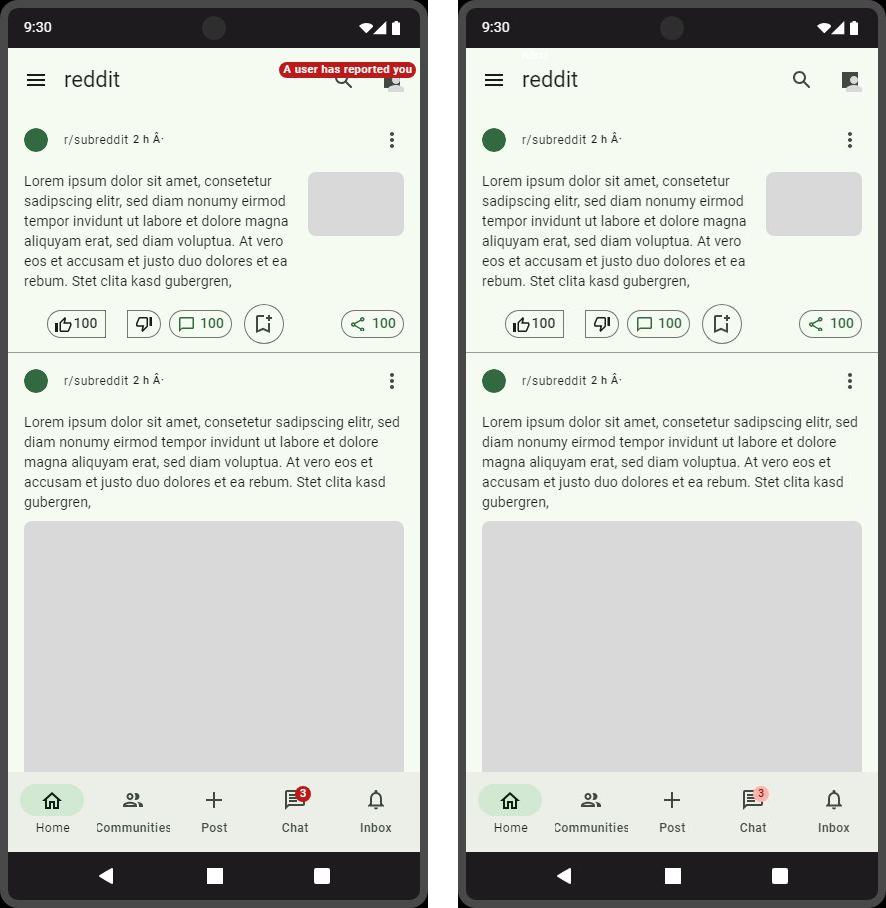 9:30
A user has reported you
reddit
r/subreddit 2 h Â·
Lorem ipsum dolor sit amet, consetetur
sadipscing elitr, sed diam nonumy eirmod
tempor invidunt ut labore et dolore magna
aliquyam erat, sed diam voluptua. At vero
eos et accusam et justo duo dolores et ea
rebum. Stet clita kasd gubergren,
100
100
100
r/subreddit 2 h Â·
Lorem ipsum dolor sit amet, consetetur sadipscing elitr, sed
diam nonumy eirmod tempor invidunt ut labore et dolore
magna aliquyam erat, sed diam voluptua. At vero eos et
accusam et justo duo dolores et ea rebum. Stet clita kasd
gubergren,
3
Home
Communities
Post
Chat
Inbox
9:30
reddit
r/subreddit 2 h Â·
Lorem ipsum dolor sit amet, consetetur
sadipscing elitr, sed diam nonumy eirmod
tempor invidunt ut labore et dolore magna
aliquyam erat, sed diam voluptua. At vero
eos et accusam et justo duo dolores et ea
rebum. Stet clita kasd gubergren,
100
100
100
r/subreddit 2 h Â·
Lorem ipsum dolor sit amet, consetetur sadipscing elitr, sed
diam nonumy eirmod tempor invidunt ut labore et dolore
magna aliquyam erat, sed diam voluptua. At vero eos et
accusam et justo duo dolores et ea rebum. Stet clita kasd
gubergren,
3
Home
Communities
Post
Chat
Inbox